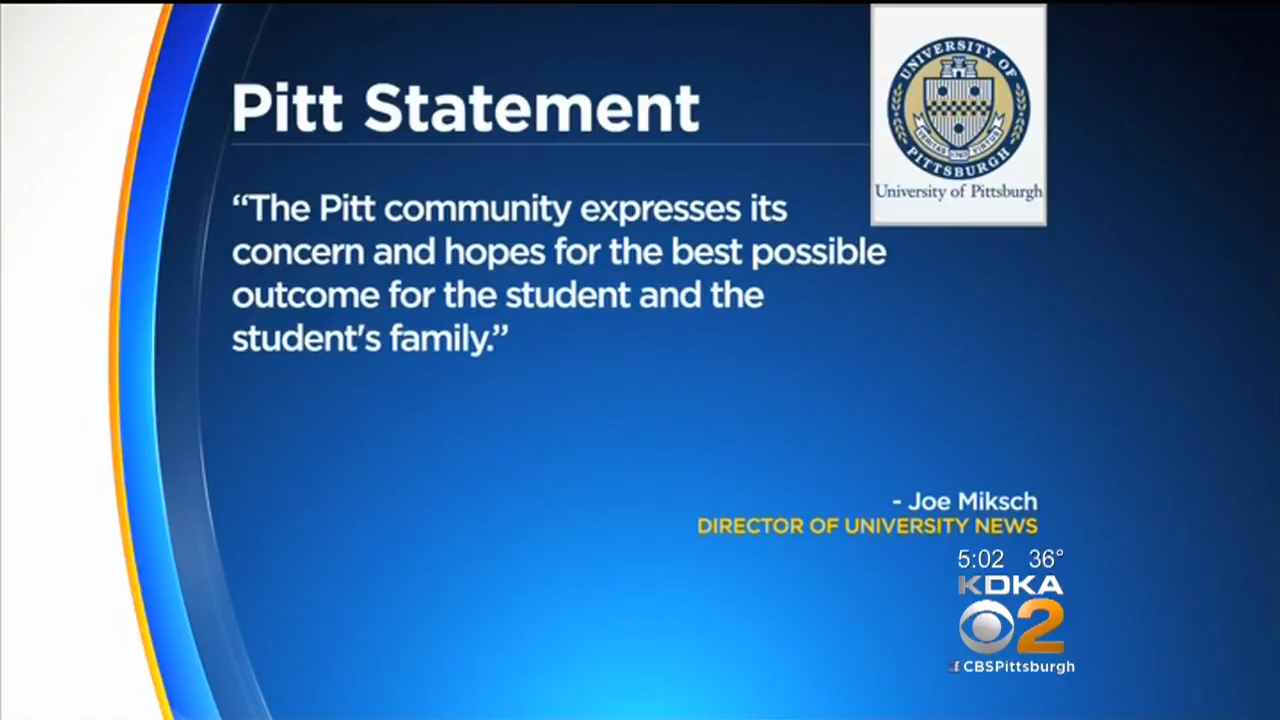 Pitt Statement
UNIVERSITY OF
PITTSBURGH
University of Pittsburgh
“The Pitt community expresses its
concern and hopes for the best possible
outcome for the student and the
student's family.”
- Joe Miksch
DIRECTOR OF UNIVERSITY NEWS
5:02 36°
KDKA
2
f CBSPittsburgh